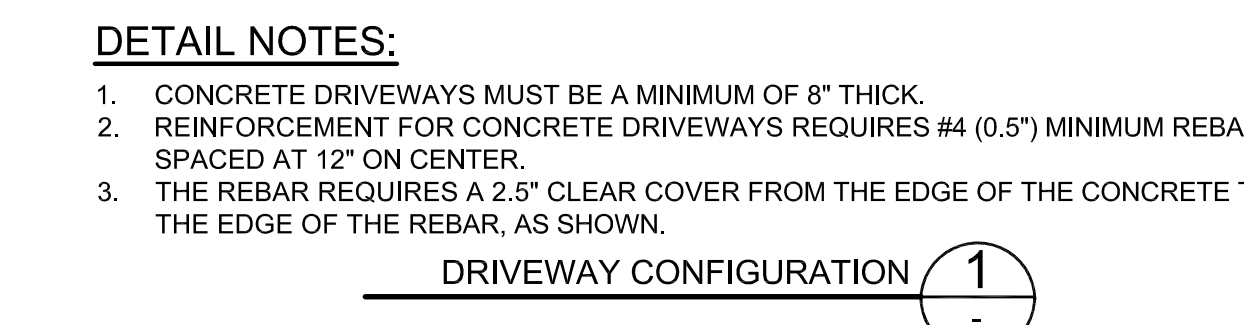 DETAIL NOTES:
1. CONCRETE DRIVEWAYS MUST BE A MINIMUM OF 8" THICK.
2. REINFORCEMENT FOR CONCRETE DRIVEWAYS REQUIRES #4 (0.5") MINIMUM
SPACED AT 12" ON CENTER.
3. THE REBAR REQUIRES A 2.5" CLEAR COVER FROM THE EDGE OF THE CONCRETE
THE EDGE OF THE REBAR, AS SHOWN.
DRIVEWAY CONFIGURATION 1
-